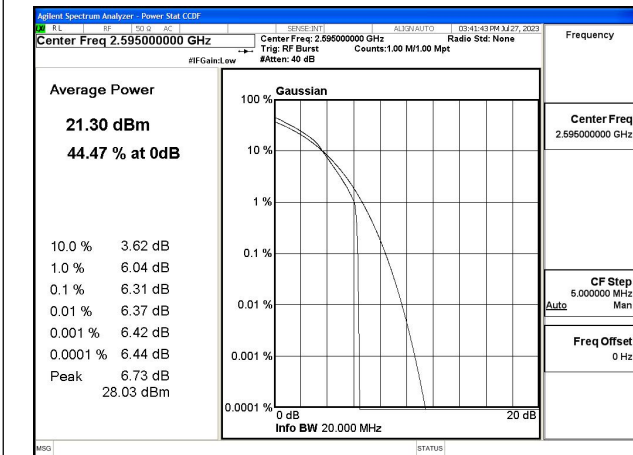 Agilent Spectrum Analyzer - Power Stat CCDF
RL RF 50 Ω AC SENSE:INT ALIGNAUTO 03:41:43 PM Jul 27, 2023
Center Freq 2.595000000 GHz
Center Freq: 2.595000000 GHz Radio Std: None
Trig: RF Burst Counts:1.00 M/1.00 Mpt
#IFGain:Low #Atten: 40 dB
Frequency
Average Power
21.30 dBm
44.47 % at 0dB
10.0 % 3.62 dB
1.0 % 6.04 dB
0.1 % 6.31 dB
0.01 % 6.37 dB
0.001 % 6.42 dB
0.0001 % 6.44 dB
Peak 6.73 dB
28.03 dBm
Gaussian
100 %
10 %
1 %
0.1 %
0.01 %
0.001 %
0.0001 %
0 dB 20 dB
Info BW 20.000 MHz
Center Freq
2.595000000 GHz
CF Step
5.000000 MHz
Auto Man
Freq Offset
0 Hz
MSG STATUS